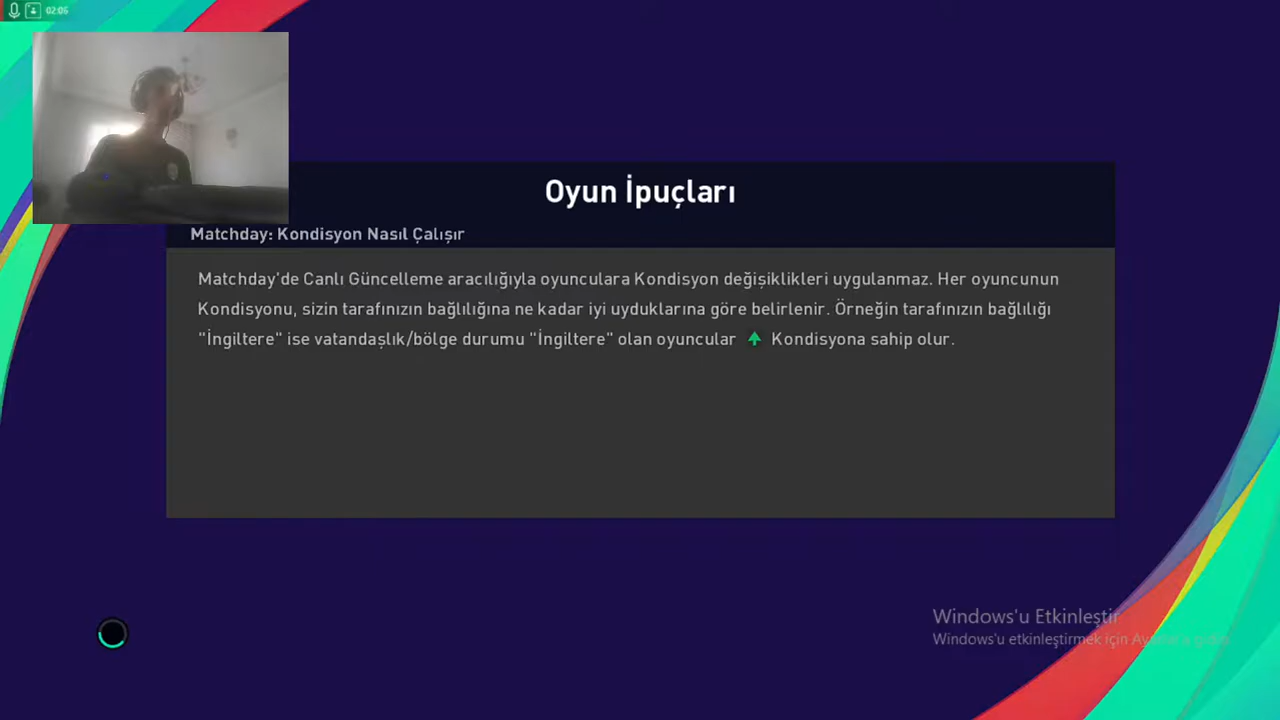 02:06
Oyun İpuçları
Matchday: Kondisyon Nasıl Çalışır
Matchday'de Canlı Güncelleme aracılığıyla oyunculara Kondisyon değişiklikleri uygulanmaz. Her oyuncunun
Kondisyonu, sizin tarafınızın bağlılığına ne kadar iyi uyduklarına göre belirlenir. Örneğin tarafınızın bağlılığı
"İngiltere" ise vatandaşlık/bölge durumu "İngiltere" olan oyuncular Kondisyona sahip olur.
Windows'u Etkinleştir
Windows'u etkinleştirmek için